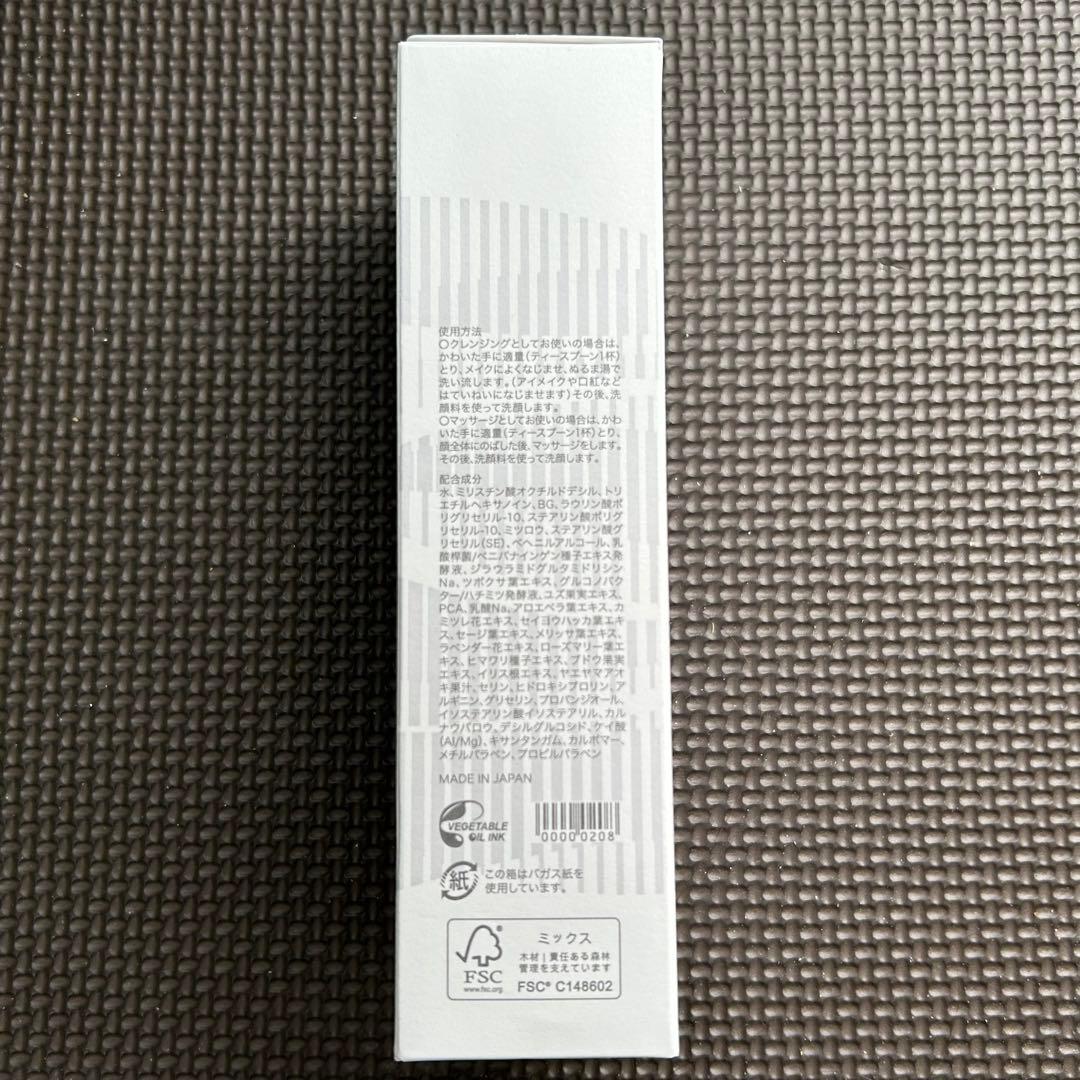 使用方法
○クレンジングとしてお使いの場合は、
かわいた手に適量(ティースプーン1杯)
とり、メイクによくなじませ、ぬるま湯で
洗い流します。(アイメイクや口紅など
はていねいになじませます)その後、洗
顔料を使って洗顔します。
○マッサージとしてお使いの場合は、かわ
いた手に適量(ティースプーン1杯)とり、
顔全体にのばした後、マッサージをします。
その後、洗顔料を使って洗顔します。
配合成分
水、ミリスチン酸オクチルドデシル、トリ
エチルヘキサノイン、BG、ラウリン酸ポ
リグリセリル-10、ステアリン酸ポリグ
リセリル-10、ミツロウ、ステアリン酸グ
リセリル(SE)、ベヘニルアルコール、乳
酸桿菌/ベニバナインゲン種子エキス発
酵液、ジラウラミドグルタミドリシン
Na、ツボクサ葉エキス、グルコノバク
ター/ハチミツ発酵液、ユズ果実エキス、
PCA、乳酸Na、アロエベラ葉エキス、カ
ミツレ花エキス、セイヨウハッカ葉エキ
ス、セージ葉エキス、メリッサ葉エキス、
ラベンダー花エキス、ローズマリー葉エ
キス、ヒマワリ種子エキス、ブドウ果実
エキス、イリス根エキス、ヤエヤマアオ
キ果汁、セリン、ヒドロキシプロリン、ア
ルギニン、グリセリン、プロパンジオール、
イソステアリン酸イソステアリル、カル
ナウバロウ、デシルグルコシド、ケイ酸
(Al/Mg)、キサンタンガム、カルボマー、
メチルパラベン、プロピルパラベン
MADE IN JAPAN
VEGETABLE
OIL INK
0000 0208
紙
この箱はバガス紙を
使用しています。
FSC
www.fsc.org
ミックス
木材 | 責任ある森林
管理を支えています
FSC® C148602